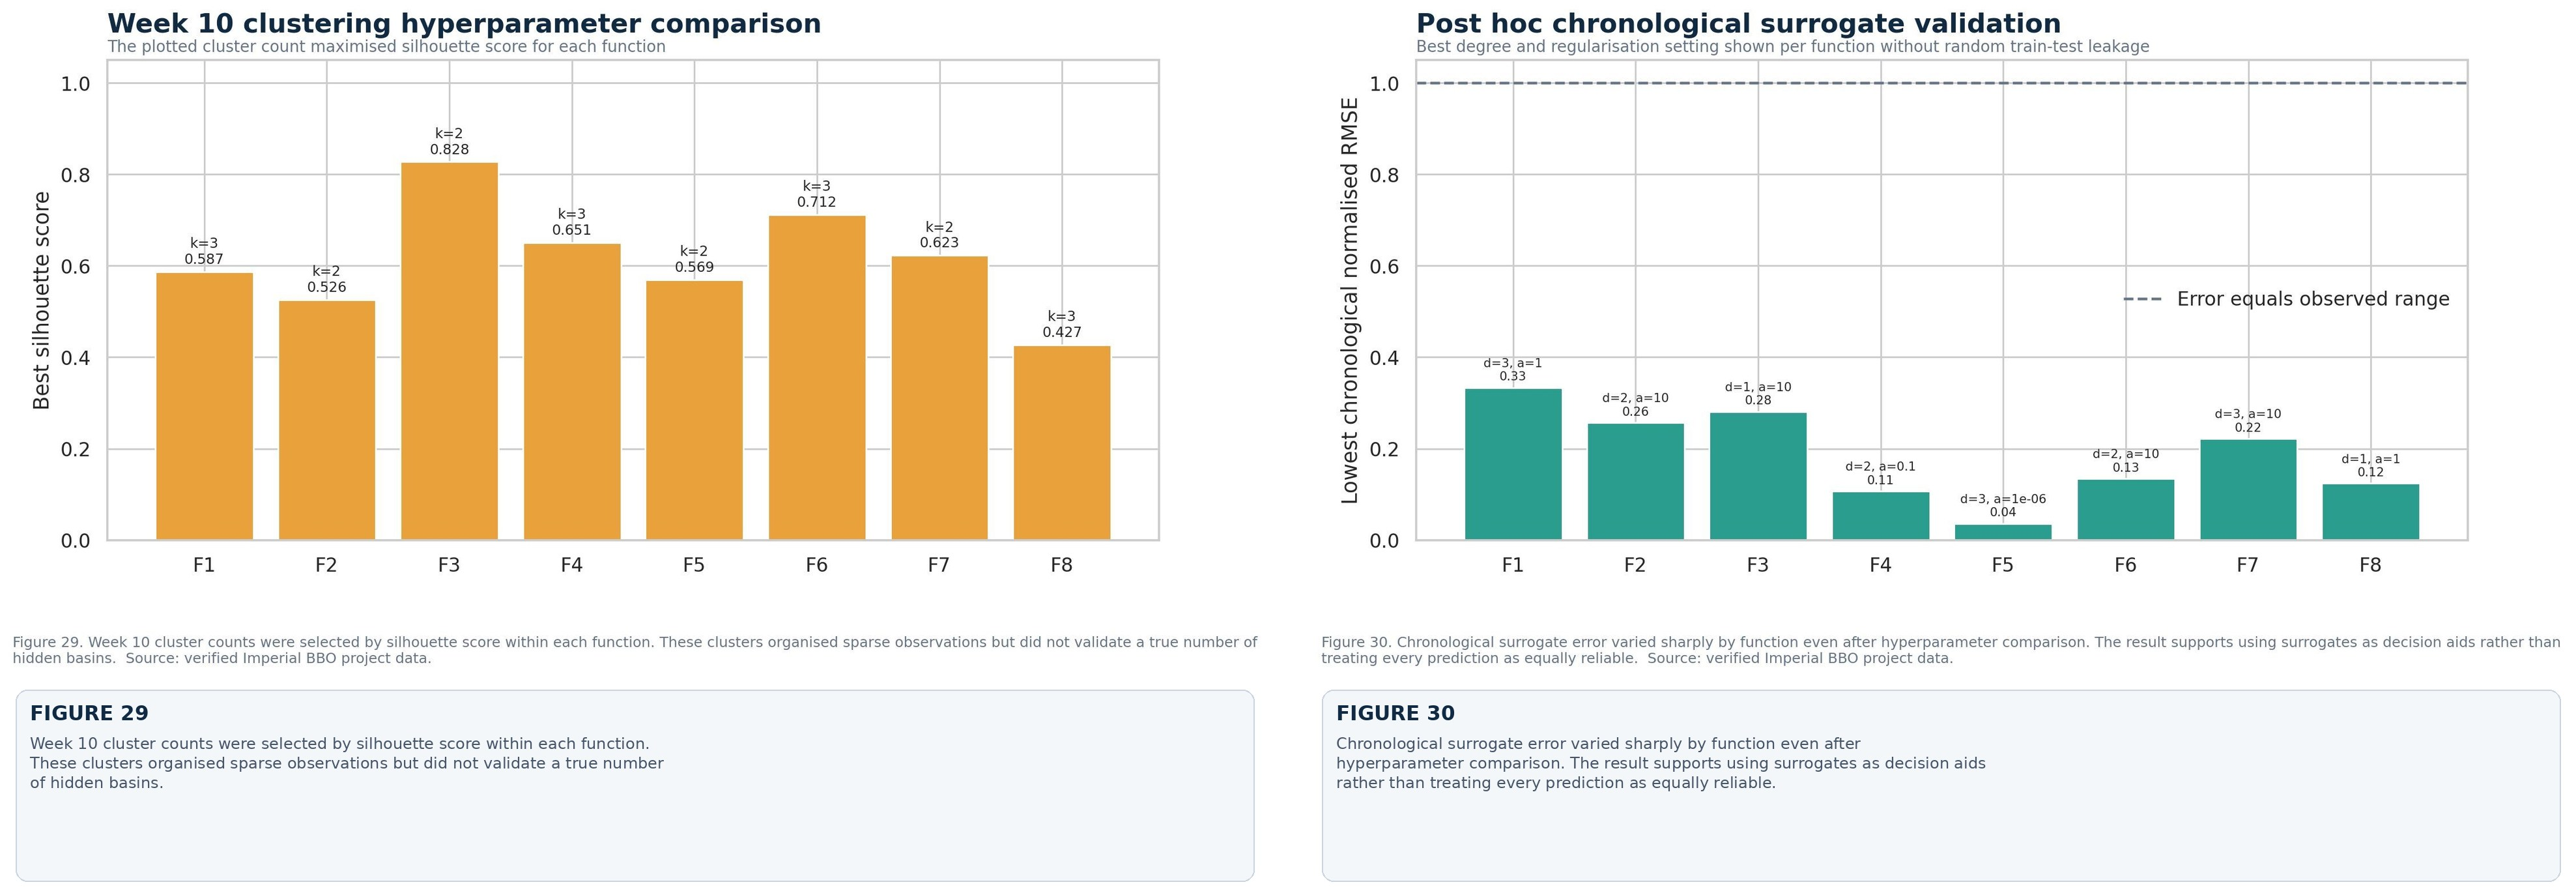 Week 10 clustering hyperparameter comparison
The plotted cluster count maximised silhouette score for each function
Best silhouette score
1.0
0.8
0.6
0.4
0.2
0.0
k=3
0.587
k=2
0.526
k=2
0.828
k=3
0.651
k=2
0.569
k=3
0.712
k=2
0.623
k=3
0.427
F1 F2 F3 F4 F5 F6 F7 F8
Figure 29. Week 10 cluster counts were selected by silhouette score within each function. These clusters organised sparse observations but did not validate a true number of
hidden basins. Source: verified Imperial BBO project data.
FIGURE 29
Week 10 cluster counts were selected by silhouette score within each function.
These clusters organised sparse observations but did not validate a true number
of hidden basins.
Post hoc chronological surrogate validation
Best degree and regularisation setting shown per function without random train-test leakage
Lowest chronological normalised RMSE
1.0
0.8
0.6
0.4
0.2
0.0
Error equals observed range
d=3, a=1
0.33
d=2, a=10
0.26
d=1, a=10
0.28
d=2, a=0.1
0.11
d=3, a=1e-06
0.04
d=2, a=10
0.13
d=3, a=10
0.22
d=1, a=1
0.12
F1 F2 F3 F4 F5 F6 F7 F8
Figure 30. Chronological surrogate error varied sharply by function even after hyperparameter comparison. The result supports using surrogates as decision aids rather than
treating every prediction as equally reliable. Source: verified Imperial BBO project data.
FIGURE 30
Chronological surrogate error varied sharply by function even after
hyperparameter comparison. The result supports using surrogates as decision aids
rather than treating every prediction as equally reliable.